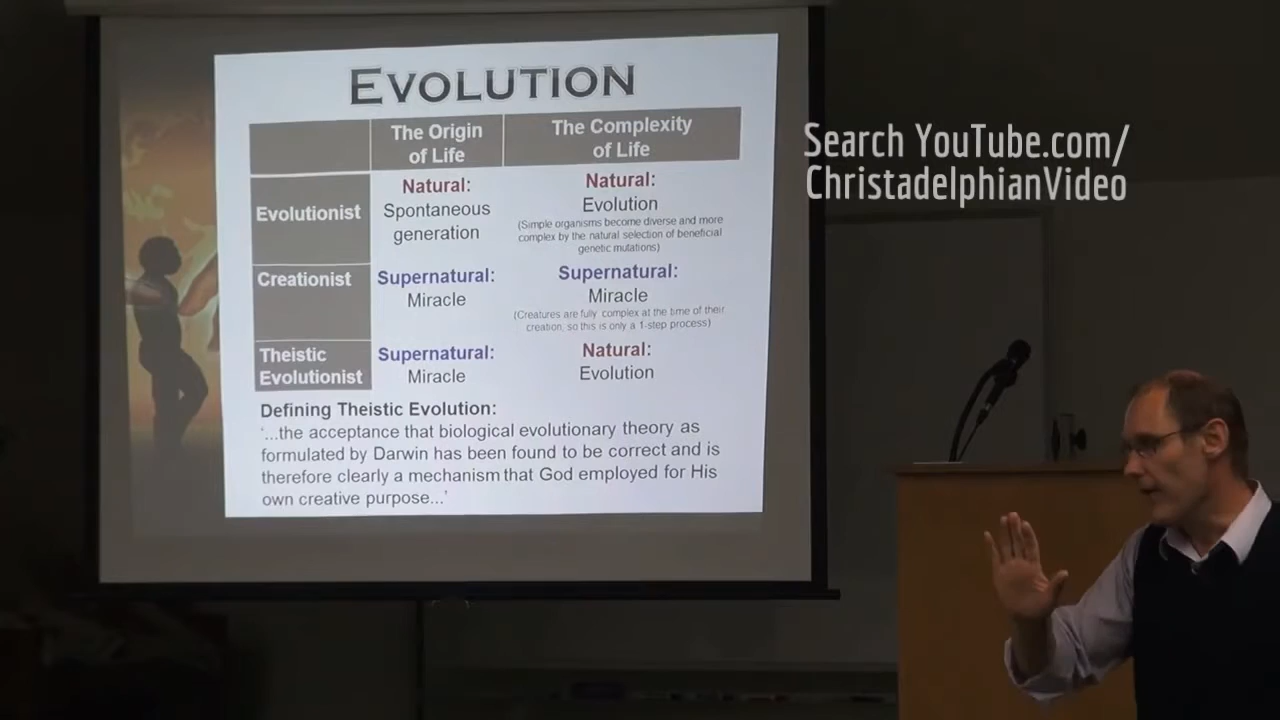 EVOLUTION
The Origin
of Life
The Complexity
of Life
Evolutionist
Natural:
Spontaneous
generation
Natural:
Evolution
(Simple organisms become diverse and more
complex by the natural selection of beneficial
genetic mutations)
Creationist
Supernatural:
Miracle
Supernatural:
Miracle
(Creatures are fully complex at the time of their
creation, so this is only a 1-step process)
Theistic
Evolutionist
Supernatural:
Miracle
Natural:
Evolution
Defining Theistic Evolution:
‘...the acceptance that biological evolutionary theory as
formulated by Darwin has been found to be correct and is
therefore clearly a mechanism that God employed for His
own creative purpose...’
Search YouTube.com/
ChristadelphianVideo